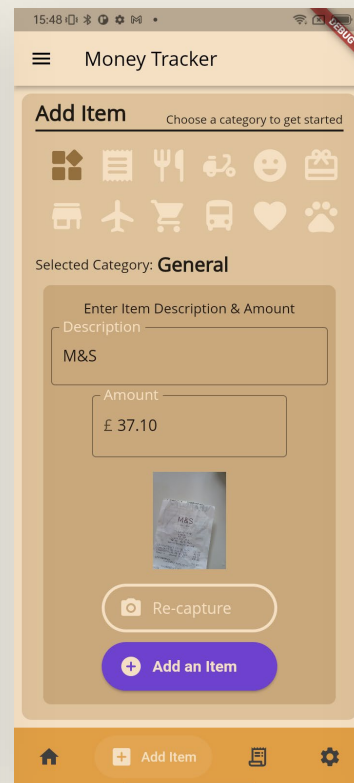 15:48
DEBUG
Money Tracker
Add Item
Choose a category to get started
Selected Category: General
Enter Item Description & Amount
Description
M&S
Amount
£ 37.10
M&S
Re-capture
Add an Item
Add Item